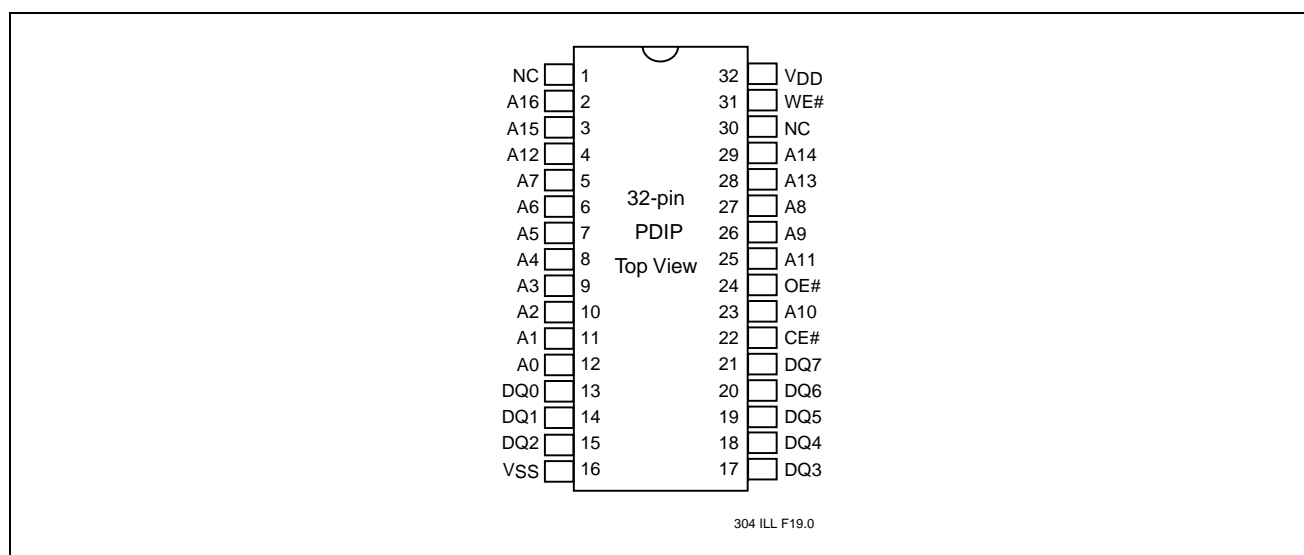 NC 1 32 VDD
A16 2 31 WE#
A15 3 30 NC
A12 4 29 A14
A7 5 28 A13
A6 6 32-pin 27 A8
A5 7 PDIP 26 A9
A4 8 Top View 25 A11
A3 9 24 OE#
A2 10 23 A10
A1 11 22 CE#
A0 12 21 DQ7
DQ0 13 20 DQ6
DQ1 14 19 DQ5
DQ2 15 18 DQ4
VSS 16 17 DQ3
304 ILL F19.0